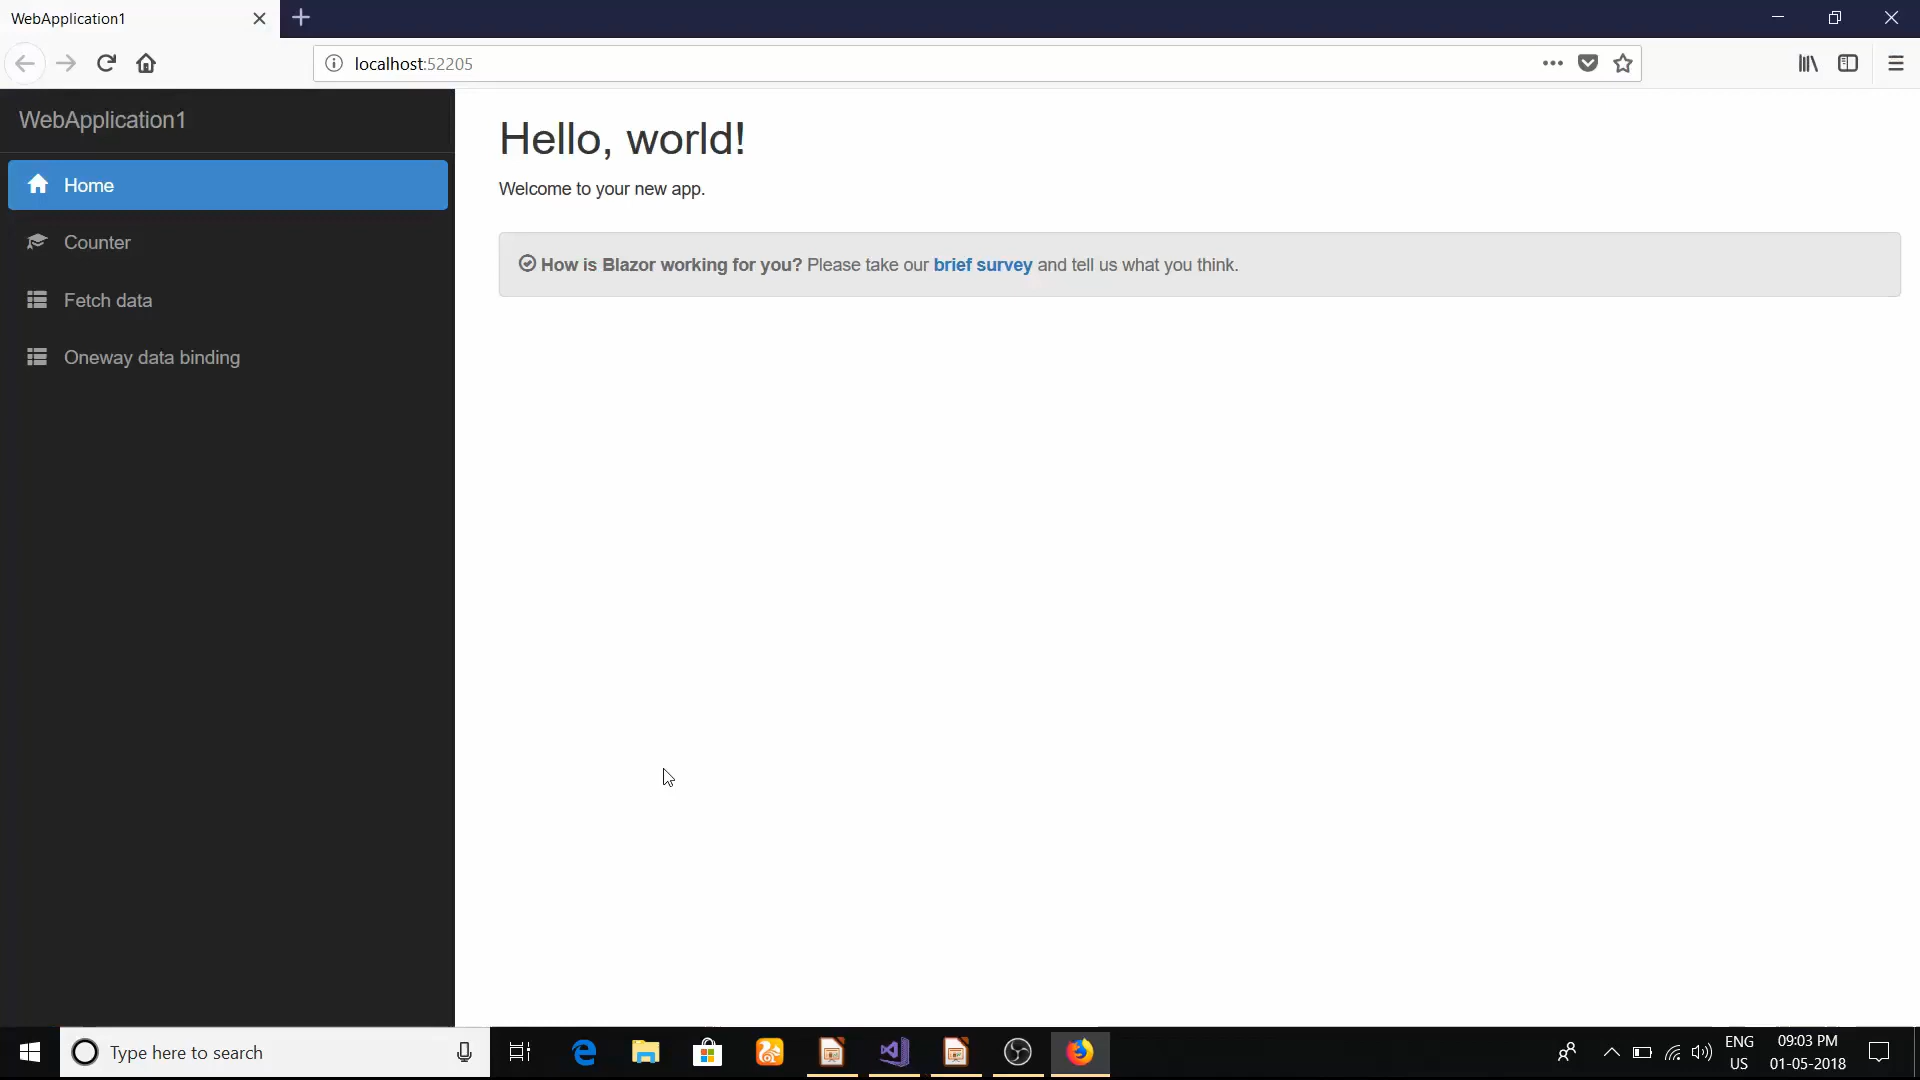 WebApplication1
localhost:52205
WebApplication1
Home
Counter
Fetch data
Oneway data binding
Hello, world!
Welcome to your new app.
How is Blazor working for you? Please take our brief survey and tell us what you think.
Type here to search
ENG
US
09:03 PM
01-05-2018